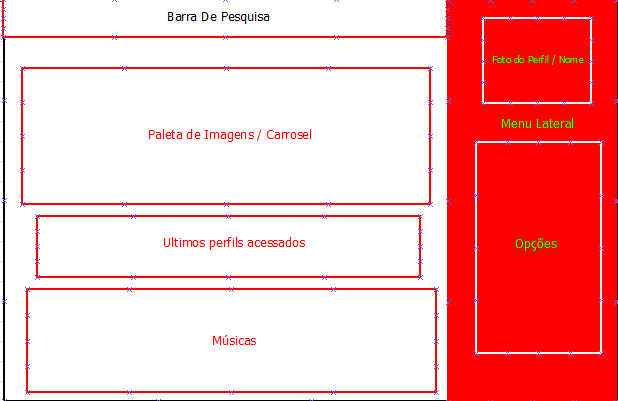 Barra De Pesquisa
Foto do Perfil / Nome
Menu Lateral
Paleta de Imagens / Carrosel
Ultimos perfils acessados
Opções
Músicas